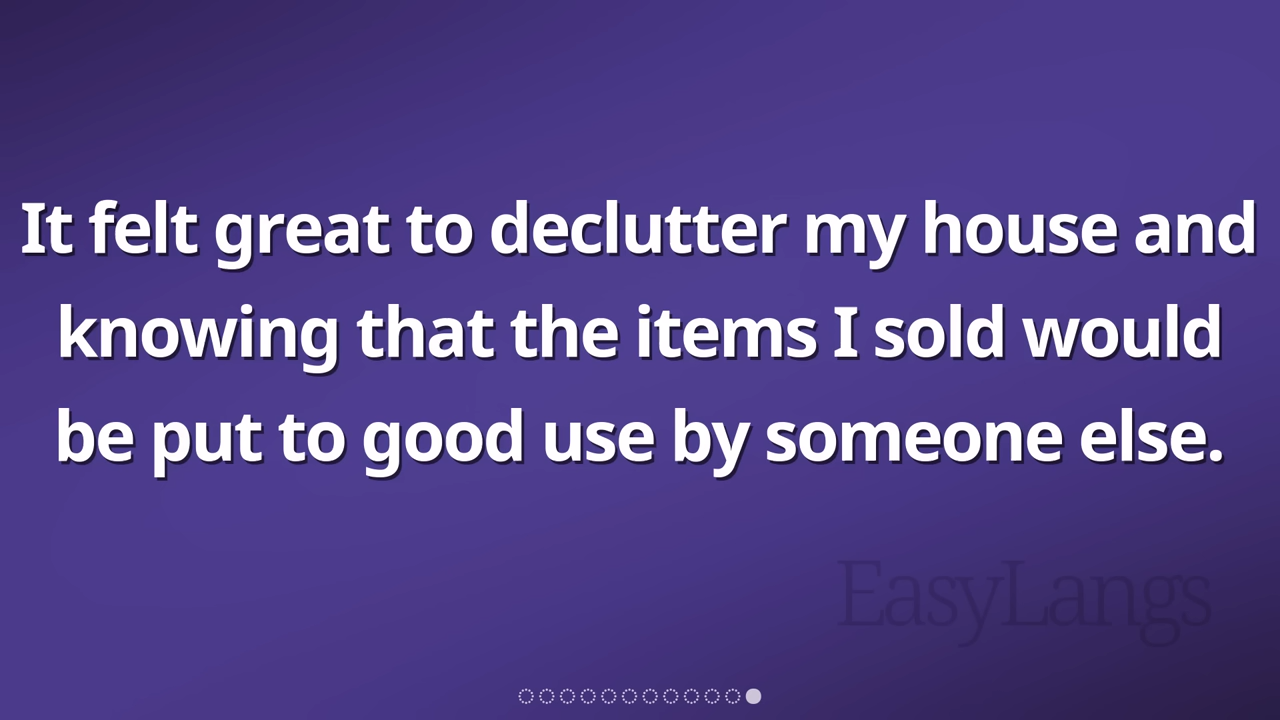 It felt great to declutter my house and
knowing that the items I sold would
be put to good use by someone else.
EasyLangs